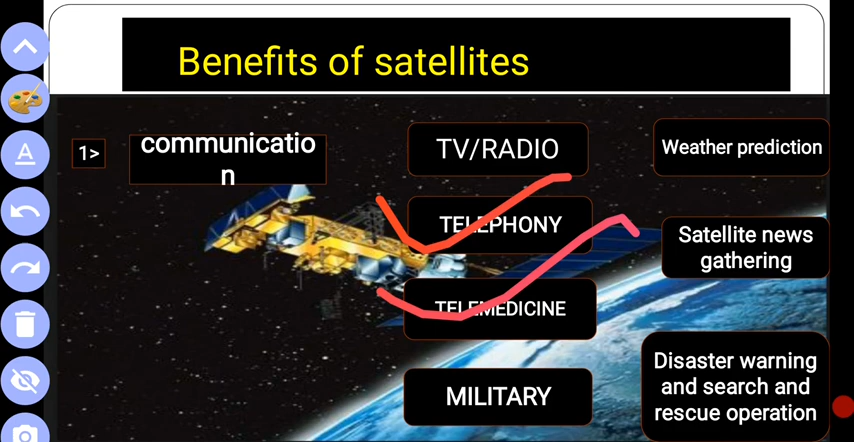 Benefits of satellites
1>
communicatio
n
TV/RADIO
TELEPHONY
TELEMEDICINE
MILITARY
Weather prediction
Satellite news
gathering
Disaster warning
and search and
rescue operation
A